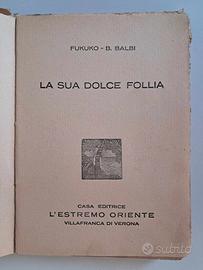 FUKUKO - B. BALBI
LA SUA DOLCE FOLLIA
CASA EDITRICE
L'ESTREMO ORIENTE
VILLAFRANCA DI VERONA
subito